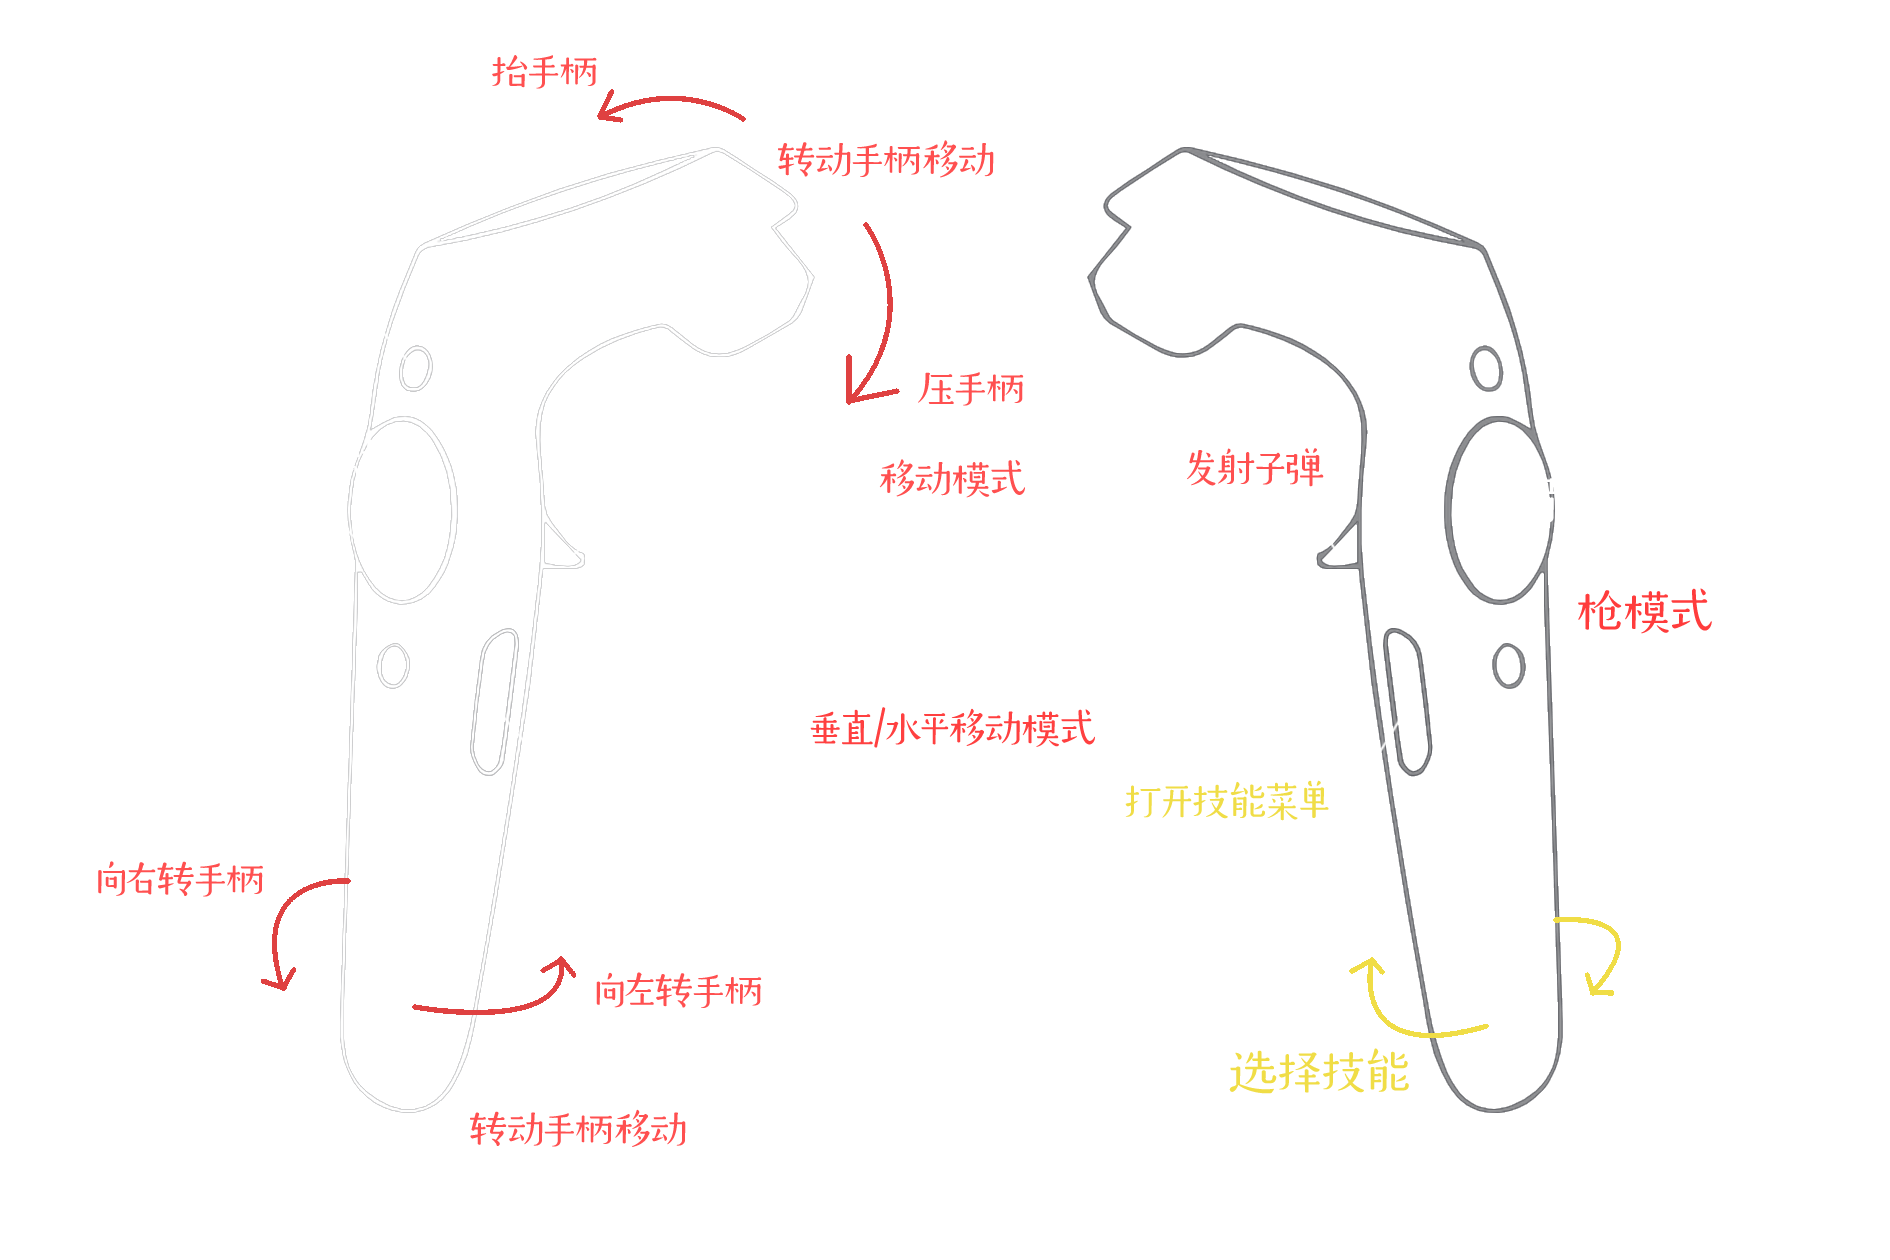 抬手柄
转动手柄移动
压手柄
移动模式
发射子弹
枪模式
垂直/水平移动模式
打开技能菜单
向右转手柄
向左转手柄
选择技能
转动手柄移动